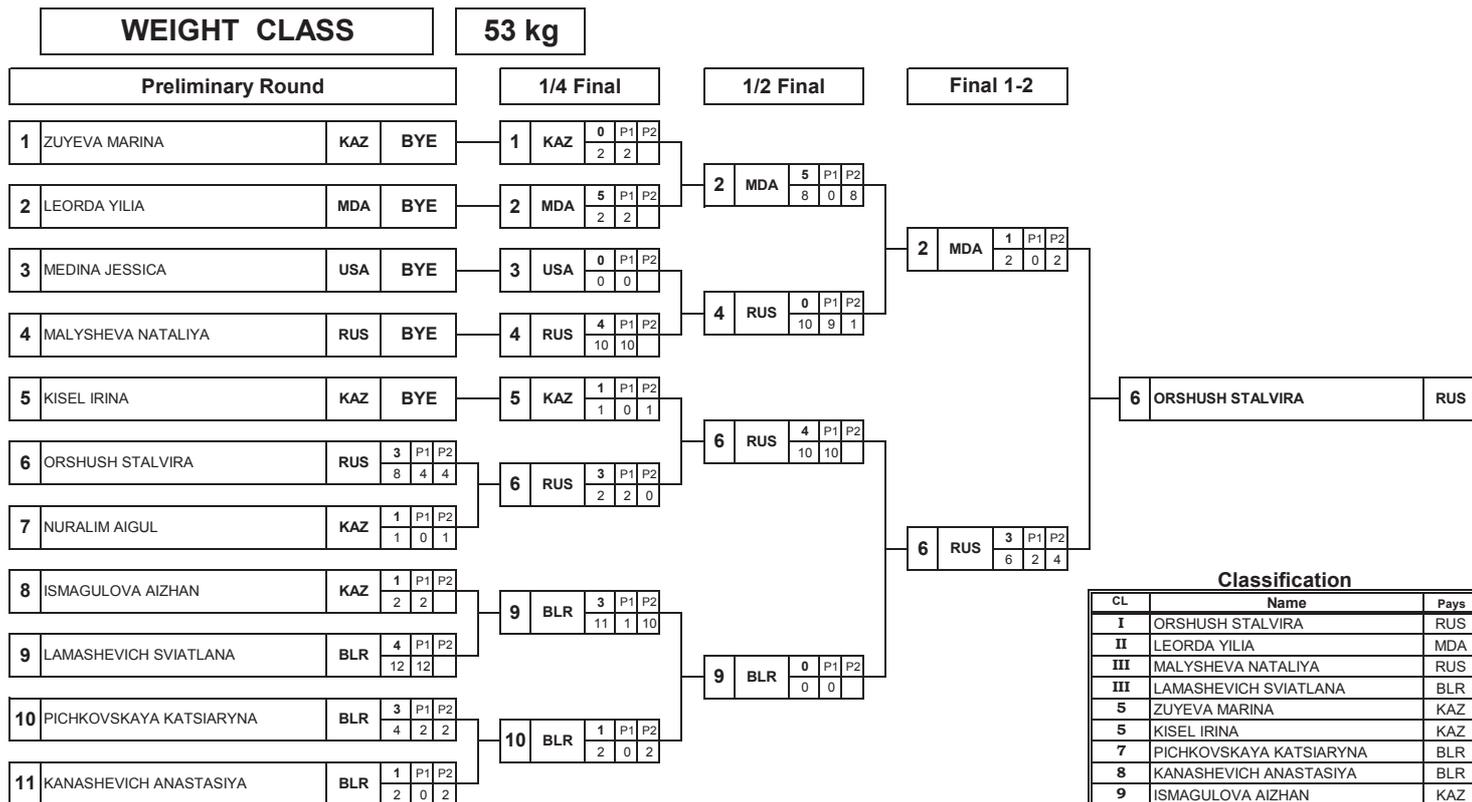 WEIGHT CLASS 53 kg
Preliminary Round 1/4 Final 1/2 Final Final 1-2
1 ZUYEVA MARINA KAZ BYE 1 KAZ 0 P1 P2
2 2
2 MDA 5 P1 P2
8 0 8
2 LEORDA YILIA MDA BYE 2 MDA 5 P1 P2
2 2
2 MDA 1 P1 P2
2 0 2
3 MEDINA JESSICA USA BYE 3 USA 0 P1 P2
0 0
4 RUS 0 P1 P2
10 9 1
4 MALYSHEVA NATALIYA RUS BYE 4 RUS 4 P1 P2
10 10
5 KISEL IRINA KAZ BYE 5 KAZ 1 P1 P2
1 0 1
6 ORSHUSH STALVIRA RUS
6 RUS 4 P1 P2
10 10
6 ORSHUSH STALVIRA RUS 3 P1 P2
8 4 4
6 RUS 3 P1 P2
2 2 0
7 NURALIM AIGUL KAZ 1 P1 P2
1 0 1
6 RUS 3 P1 P2
6 2 4
8 ISMAGULOVA AIZHAN KAZ 1 P1 P2
2 2
9 BLR 3 P1 P2
11 1 10
9 LAMASHEVICH SVIATLANA BLR 4 P1 P2
12 12
9 BLR 0 P1 P2
0 0
10 PICHKOVSKAYA KATSIARYNA BLR 3 P1 P2
4 2 2
10 BLR 1 P1 P2
2 0 2
11 KANASHEVICH ANASTASIYA BLR 1 P1 P2
2 0 2
Classification
CL Name Pays
I ORSHUSH STALVIRA RUS
II LEORDA YILIA MDA
III MALYSHEVA NATALIYA RUS
III LAMASHEVICH SVIATLANA BLR
5 ZUYEVA MARINA KAZ
5 KISEL IRINA KAZ
7 PICHKOVSKAYA KATSIARYNA BLR
8 KANASHEVICH ANASTASIYA BLR
9 ISMAGULOVA AIZHAN KAZ